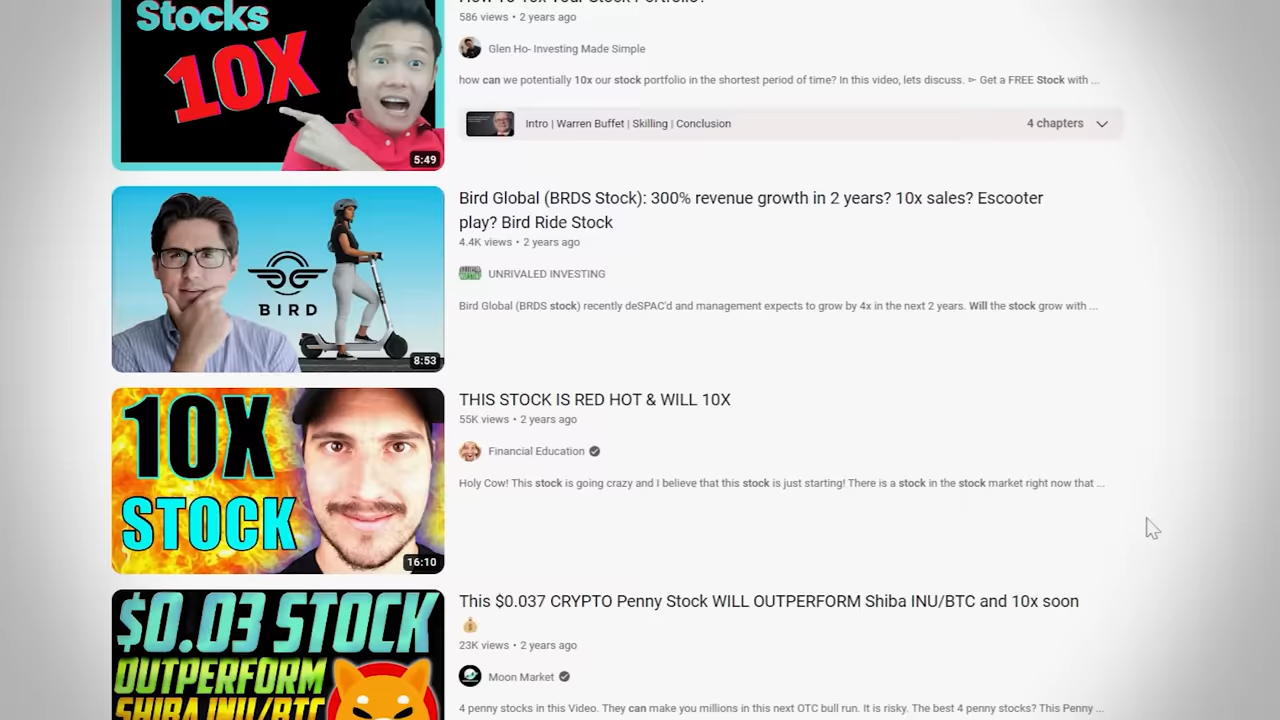 Stocks
10X
5:49
How To 10x Your Stock Portfolio?
586 views • 2 years ago
Glen Ho- Investing Made Simple
how can we potentially 10x our stock portfolio in the shortest period of time? In this video, lets discuss. ➳ Get a FREE Stock with ...
Intro | Warren Buffet | Skilling | Conclusion
4 chapters
BIRD
8:53
Bird Global (BRDS Stock): 300% revenue growth in 2 years? 10x sales? Escooter
play? Bird Ride Stock
4.4K views • 2 years ago
UNRIVALED INVESTING
Bird Global (BRDS stock) recently deSPAC'd and management expects to grow by 4x in the next 2 years. Will the stock grow with ...
10X
STOCK
16:10
THIS STOCK IS RED HOT & WILL 10X
55K views • 2 years ago
Financial Education
Holy Cow! This stock is going crazy and I believe that this stock is just starting! There is a stock in the stock market right now that ...
$0.03 STOCK
OUTPERFORM
SHIBA INU/BTC
This $0.037 CRYPTO Penny Stock WILL OUTPERFORM Shiba INU/BTC and 10x soon
💰
23K views • 2 years ago
Moon Market
4 penny stocks in this Video. They can make you millions in this next OTC bull run. It is risky. The best 4 penny stocks? This Penny ...